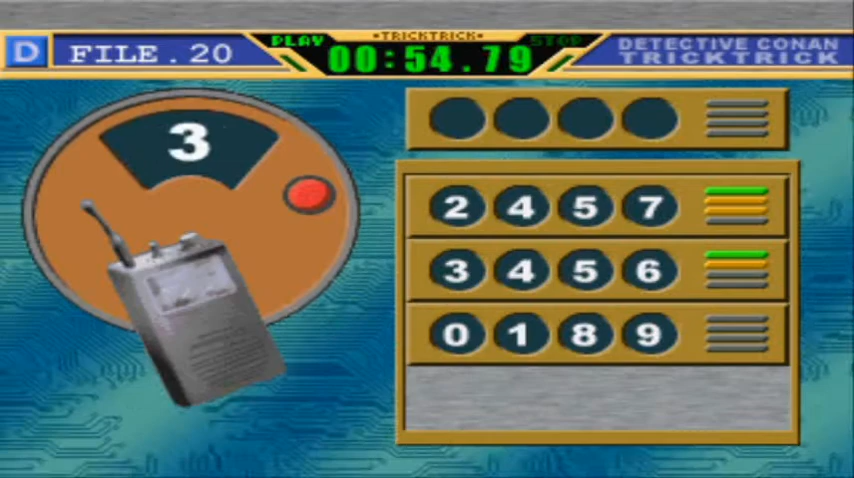 •TRICKTRICK•
PLAY STOP
D FILE.20 00:54.79 DETECTIVE CONAN
TRICKTRICK
3
2 4 5 7
3 4 5 6
0 1 8 9